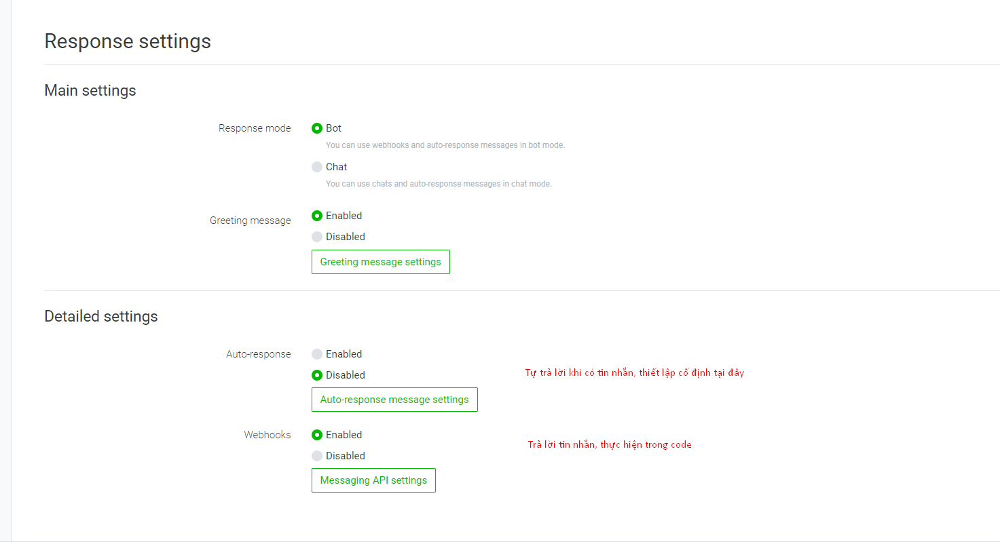 Response settings
Main settings
Response mode
Bot
You can use webhooks and auto-response messages in bot mode.
Chat
You can use chats and auto-response messages in chat mode.
Greeting message
Enabled
Disabled
Greeting message settings
Detailed settings
Auto-response
Enabled
Disabled
Tự trả lời khi có tin nhắn, thiết lập cố định tại đây
Auto-response message settings
Webhooks
Enabled
Trả lời tin nhắn, thực hiện trong code
Disabled
Messaging API settings